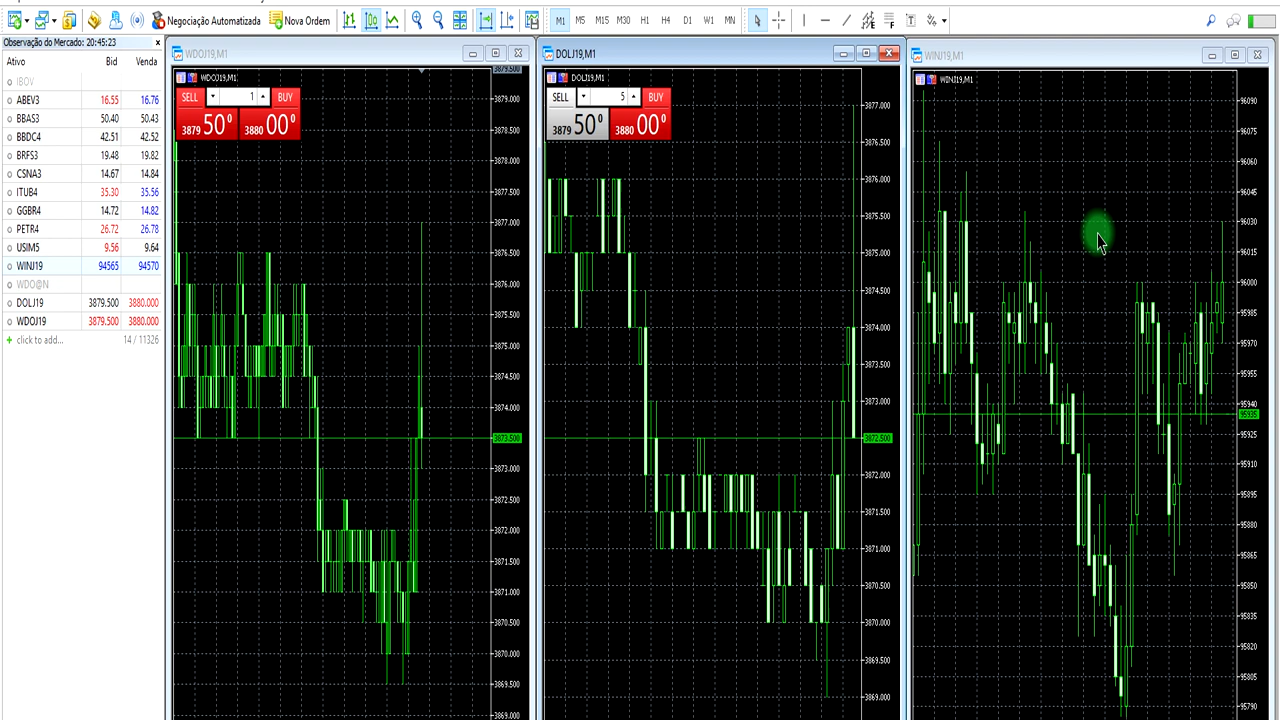 Negociação Automatizada
Nova Ordem
M1 M5 M15 M30 H1 H4 D1 W1 MN
Observação do Mercado: 20:45:23
Ativo Bid Venda
IBOV
ABEV3 16.55 16.76
BBAS3 50.40 50.43
BBDC4 42.51 42.52
BRFS3 19.48 19.82
CSNA3 14.67 14.84
ITUB4 35.30 35.56
GGBR4 14.72 14.82
PETR4 26.72 26.78
USIM5 9.56 9.64
WINJ19 94565 94570
WDO@N
DOLJ19 3879.500 3880.000
WDOJ19 3879.500 3880.000
click to add... 14 / 11326
WDOJ19,M1
WDOJ19,M1
SELL 1 BUY
3879 50 0 3880 00 0
3879.500
3879.000
3878.500
3878.000
3877.500
3877.000
3876.500
3876.000
3875.500
3875.000
3874.500
3874.000
3873.500
3873.000
3872.500
3872.000
3871.500
3871.000
3870.500
3870.000
3869.500
3869.000
DOLJ19,M1
DOLJ19,M1
SELL 5 BUY
3879 50 0 3880 00 0
3877.000
3876.500
3876.000
3875.500
3875.000
3874.500
3874.000
3873.500
3873.000
3872.500
3872.000
3871.500
3871.000
3870.500
3870.000
3869.500
3869.000
WINJ19,M1
WINJ19,M1
96090
96075
96060
96045
96030
96015
96000
95985
95970
95955
95940
95925
95910
95895
95880
95865
95850
95835
95820
95805
95790